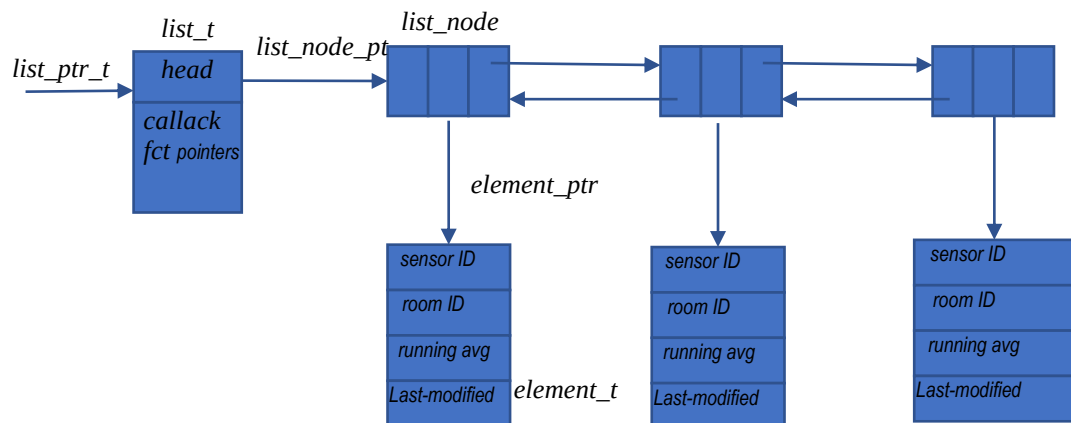 list_t
list_node
list_node_pt
list_ptr_t
head
callack
fct pointers
element_ptr
sensor ID
room ID
running avg
Last-modified
element_t
sensor ID
room ID
running avg
Last-modified
sensor ID
room ID
running avg
Last-modified